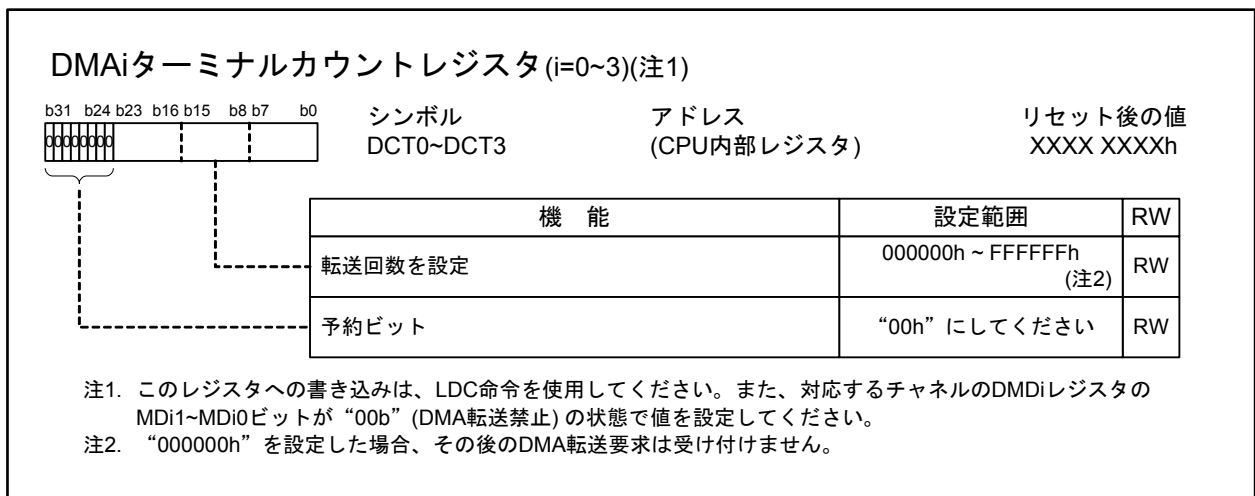 DMAiターミナルカウントレジスタ(i=0~3)(注1)
b31 b24 b23 b16 b15 b8 b7 b0
シンボル アドレス リセット後の値
00000000
DCT0~DCT3 (CPU内部レジスタ) XXXX XXXXh
機 能 設定範囲 RW
転送回数を設定 000000h ~ FFFFFFh (注2) RW
予約ビット “00h”にしてください RW
注1. このレジスタへの書き込みは、LDC命令を使用してください。また、対応するチャネルのDMDiレジスタの
MDi1~MDi0ビットが“00b”(DMA転送禁止) の状態で値を設定してください。
注2. “000000h”を設定した場合、その後のDMA転送要求は受け付けません。